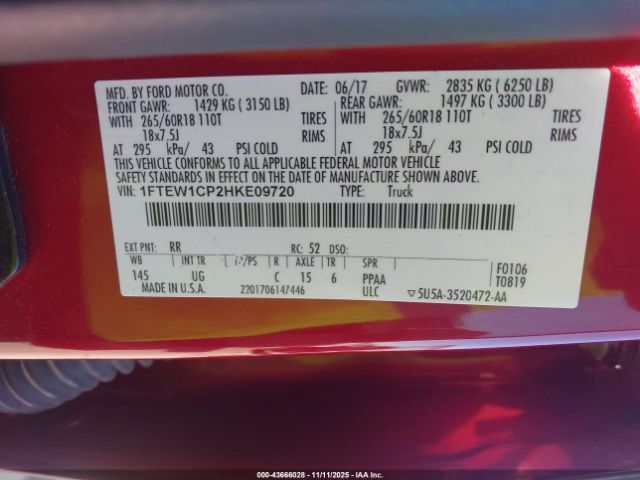 MFD. BY FORD MOTOR CO. DATE: 06/17 GVWR: 2835 KG ( 6250 LB)
FRONT GAWR: 1429 KG ( 3150 LB) REAR GAWR: 1497 KG ( 3300 LB)
WITH 265/60R18 110T TIRES WITH 265/60R18 110T TIRES
18x7.5J RIMS 18x7.5J RIMS
AT 295 kPa/ 43 PSI COLD AT 295 kPa/ 43 PSI COLD
THIS VEHICLE CONFORMS TO ALL APPLICABLE FEDERAL MOTOR VEHICLE
SAFETY STANDARDS IN EFFECT ON THE DATE OF MANUFACTURE SHOWN ABOVE.
VIN: 1FTEW1CP2HKE09720 TYPE: Truck
EXT PNT: RR RC: 52 DSO:
WB INT TR TP/PS R AXLE TR SPR
145 UG C 15 6 PPAA
F0106
T0819
MADE IN U.S.A. 2201706147446 ULC ▽5U5A-3520472-AA
000-43666028 - 11/11/2025 - IAAI.COM